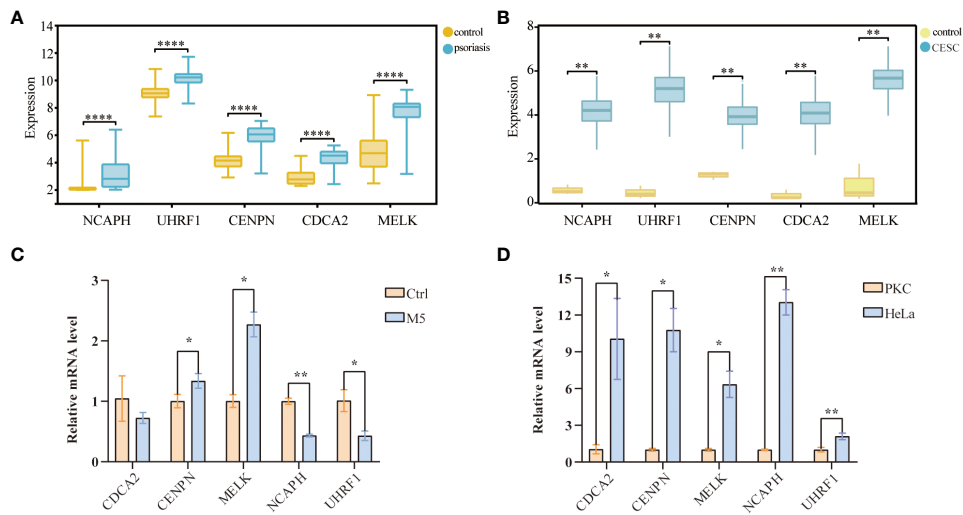 A
control
psoriasis
Expression
14
12
10
8
6
4
2
****
****
****
****
****
NCAPH UHRF1 CENPN CDCA2 MELK
B
control
CESC
Expression
8
6
4
2
0
**
**
**
**
**
NCAPH UHRF1 CENPN CDCA2 MELK
C
Ctrl
M5
Relative mRNA level
3
2
1
0
*
*
**
*
CDCA2 CENPN MELK NCAPH UHRF1
D
PKC
HeLa
Relative mRNA level
15
12
9
6
3
0
*
*
*
**
**
CDCA2 CENPN MELK NCAPH UHRF1